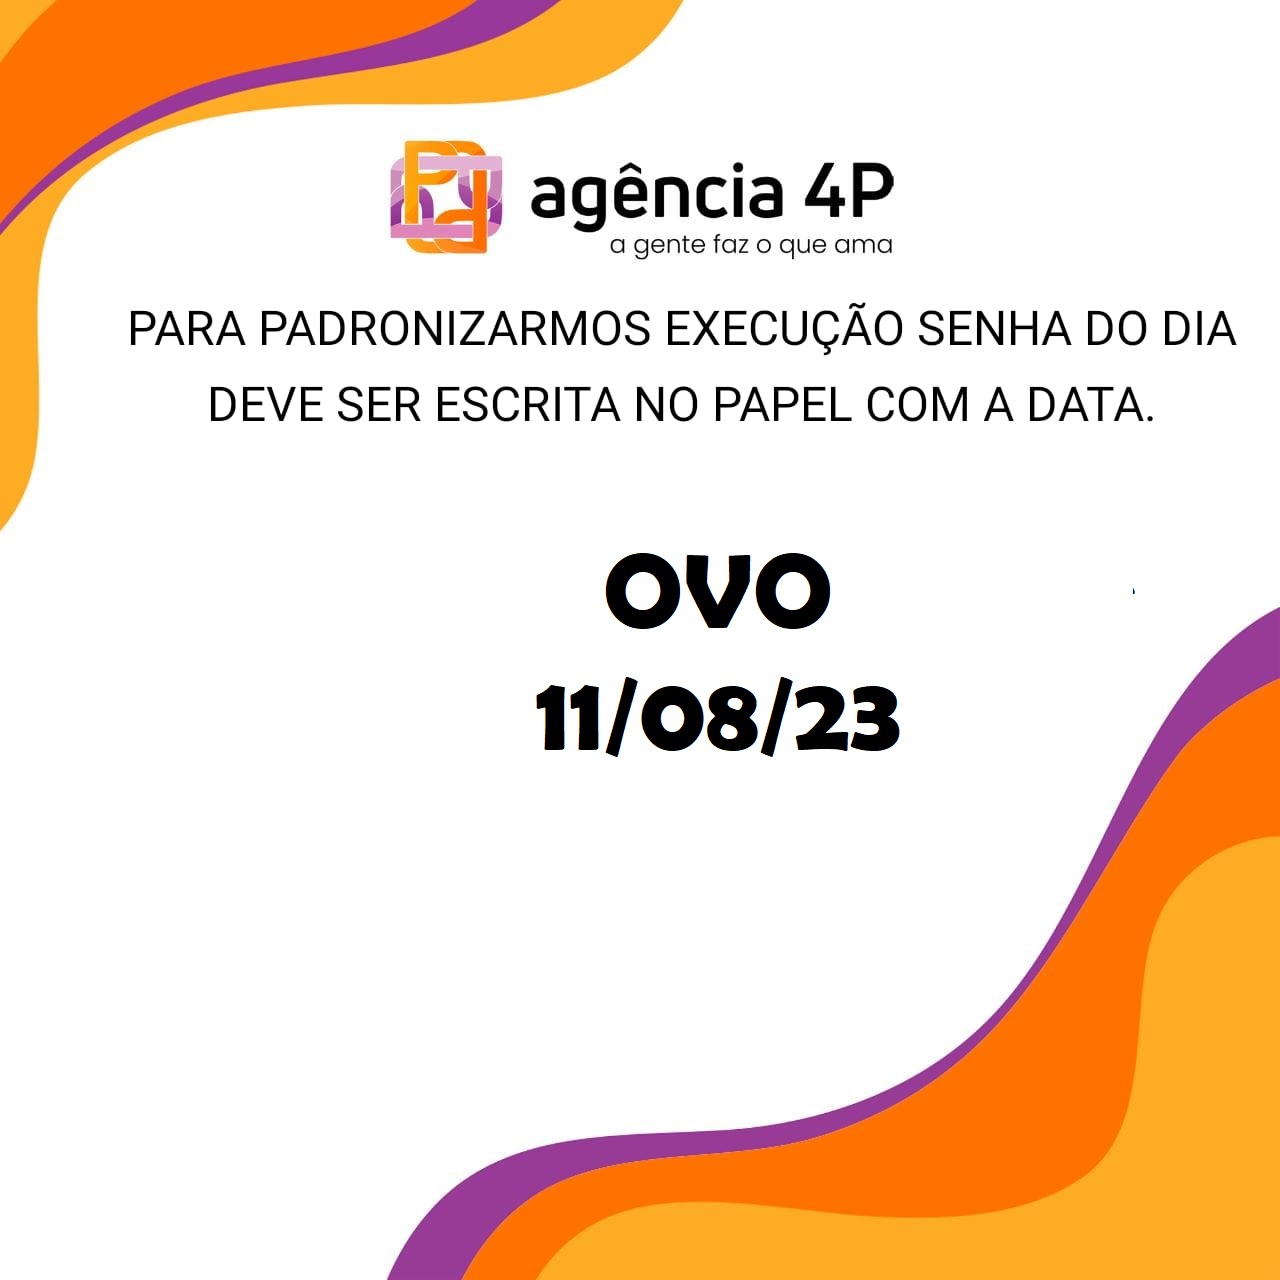 agência 4P
a gente faz o que ama
PARA PADRONIZARMOS EXECUÇÃO SENHA DO DIA
DEVE SER ESCRITA NO PAPEL COM A DATA.
OVO
11/08/23